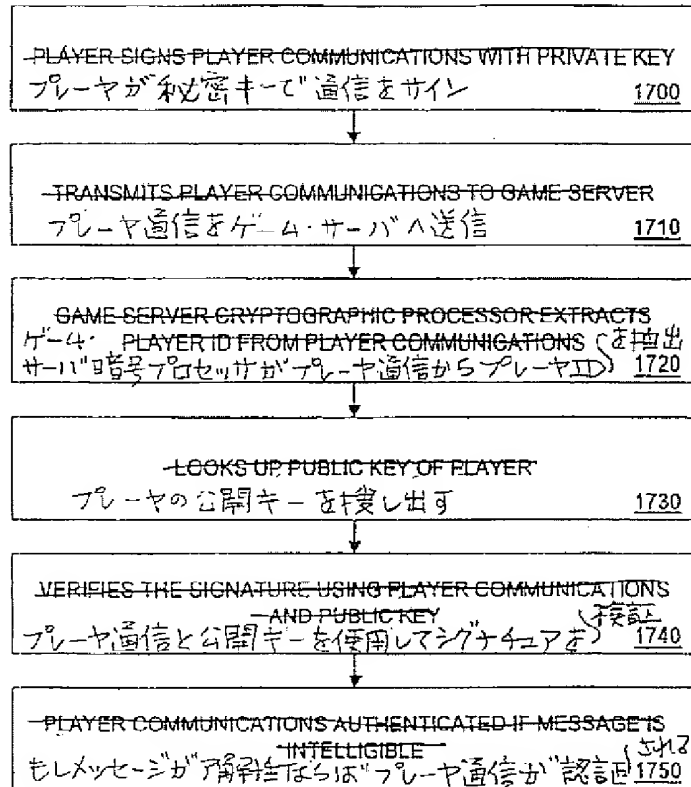 PLAYER SIGNS PLAYER COMMUNICATIONS WITH PRIVATE KEY
プレーヤが秘密キーで通信をサイン
1700
TRANSMITS PLAYER COMMUNICATIONS TO GAME SERVER
プレーヤ通信をゲーム・サーバへ送信
1710
GAME SERVER CRYPTOGRAPHIC PROCESSOR EXTRACTS
PLAYER ID FROM PLAYER COMMUNICATIONS
ゲーム・
サーバ暗号プロセッサがプレーヤ通信からプレーヤID
を抽出
1720
LOOKS UP PUBLIC KEY OF PLAYER
プレーヤの公開キーを捜し出す
1730
VERIFIES THE SIGNATURE USING PLAYER COMMUNICATIONS
AND PUBLIC KEY
プレーヤ通信と公開キーを使用してシグナチュアを
検証
1740
PLAYER COMMUNICATIONS AUTHENTICATED IF MESSAGE IS
INTELLIGIBLE
もしメッセージが了解性ならばプレーヤ通信が認証
される
1750